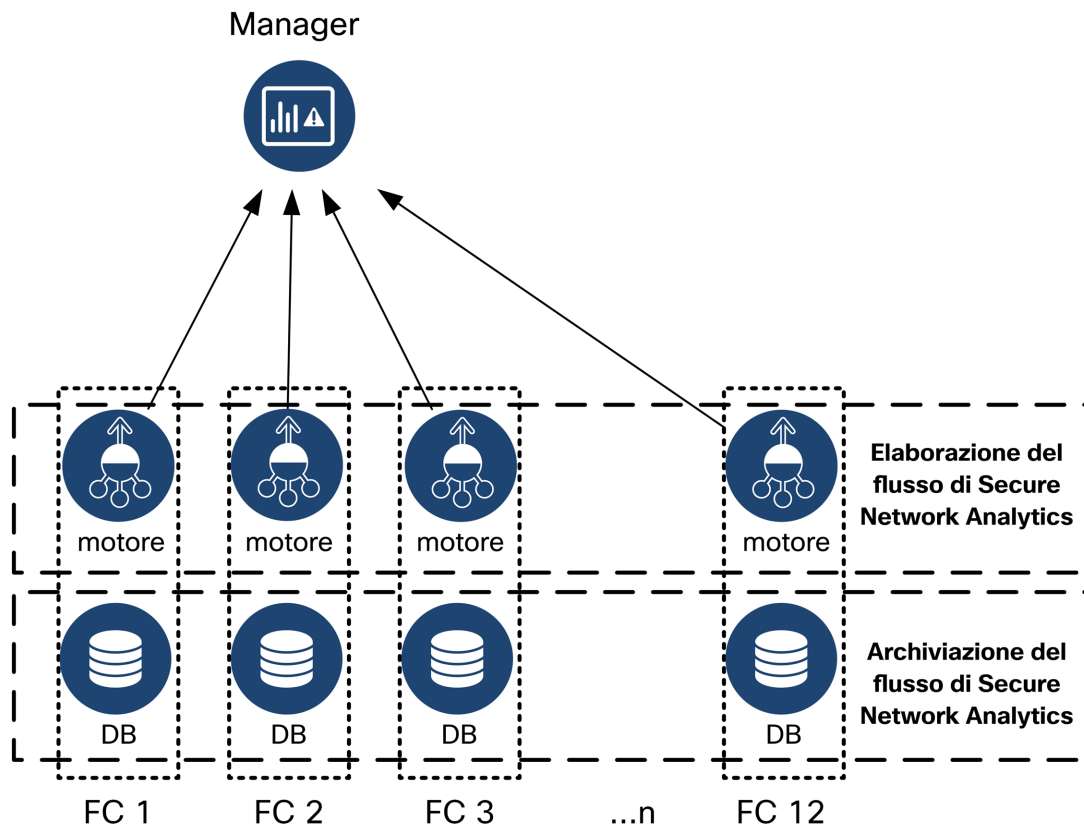 Manager
motore
motore
motore
motore
Elaborazione del
flusso di Secure
Network Analytics
DB
DB
DB
DB
Archiviazione del
flusso di Secure
Network Analytics
FC 1
FC 2
FC 3
...n
FC 12